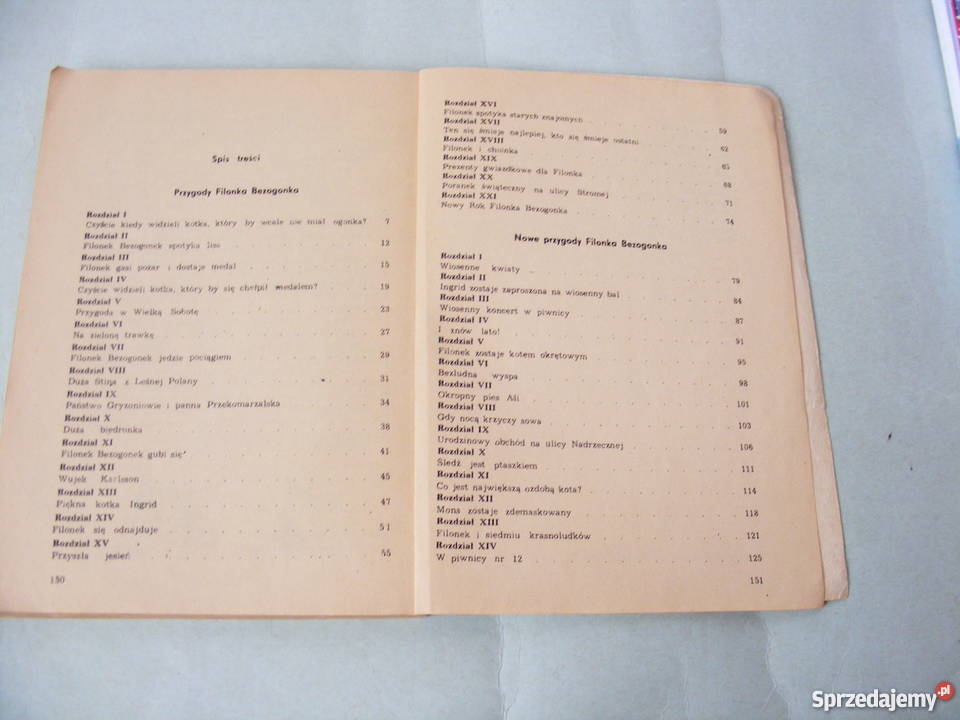 Spis treści
Przygody Filonka Bezogonka
Rozdział I
Czyście kiedy widzieli kotka, który by wcale nie miał ogonka? 7
Rozdział II
Filonek Bezogonek spotyka lisa 12
Rozdział III
Filonek gasi pożar i dostaje medal 15
Rozdział IV
Czyście widzieli kotka, który by się chełpił medalem? 19
Rozdział V
Przygoda w Wielką Sobotę 23
Rozdział VI
Na zieloną trawkę 27
Rozdział VII
Filonek Bezogonek jedzie pociągiem 29
Rozdział VIII
Duża Stina z Leśnej Polany 31
Rozdział IX
Państwo Gryzoniowie i panna Przekomarzalska 34
Rozdział X
Duża biedronka 38
Rozdział XI
Filonek Bezogonek gubi się 41
Rozdział XII
Wujek Karlsson 45
Rozdział XIII
Piękna kotka Ingrid 47
Rozdział XIV
Filonek się odnajduje 51
Rozdział XV
Przyszła jesień 55
150
Rozdział XVI
Filonek spotyka starych znajomych 59
Rozdział XVII
Ten się śmieje najlepiej, kto się śmieje ostatni 62
Rozdział XVIII
Filonek i choinka 65
Rozdział XIX
Prezenty gwiazdkowe dla Filonka 68
Rozdział XX
Poranek świąteczny na ulicy Stromej 71
Rozdział XXI
Nowy Rok Filonka Bezogonka 74
Nowe przygody Filonka Bezogonka
Rozdział I
Wiosenne kwiaty 79
Rozdział II
Ingrid zostaje zaproszona na wiosenny bal 84
Rozdział III
Wiosenny koncert w piwnicy 87
Rozdział IV
I znów lato! 91
Rozdział V
Filonek zostaje kotem okrętowym 95
Rozdział VI
Bezludna wyspa 98
Rozdział VII
Okropny pies Ali 101
Rozdział VIII
Gdy nocą krzyczy sowa 103
Rozdział IX
Urodzinowy obchód na ulicy Nadrzecznej 106
Rozdział X
Śledź jest ptaszkiem 111
Rozdział XI
Co jest największą ozdobą kota? 114
Rozdział XII
Mons zostaje zdemaskowany 118
Rozdział XIII
Filonek i siedmiu krasnoludków 121
Rozdział XIV
W piwnicy nr 12 125
151
Sprzedajemy.pl